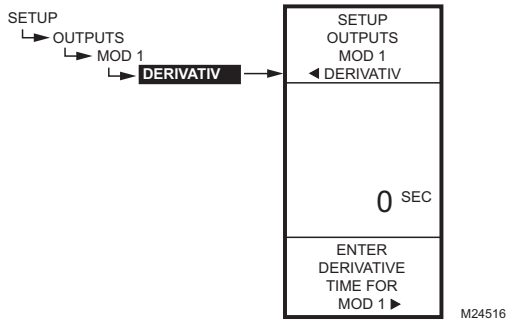 SETUP
OUTPUTS
MOD 1
DERIVATIV
SETUP
OUTPUTS
MOD 1
◀ DERIVATIV
0 SEC
ENTER
DERIVATIVE
TIME FOR
MOD 1 ▶
M24516